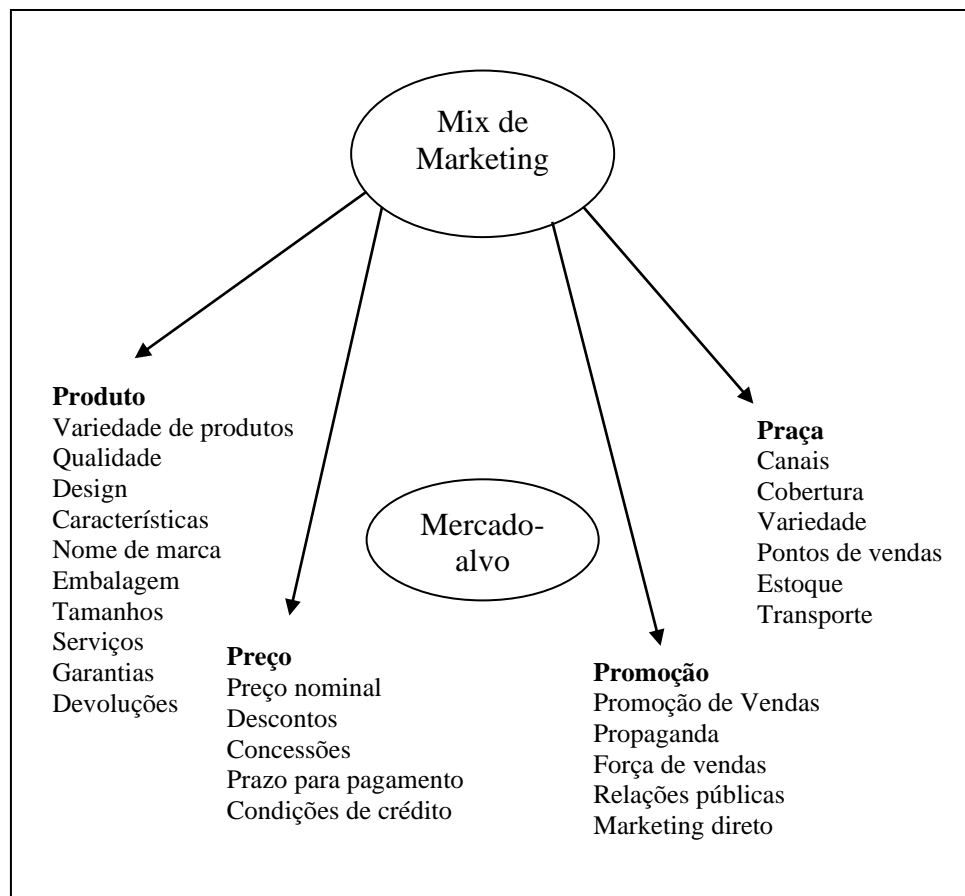 Mix de
Marketing
Produto
Variedade de produtos
Qualidade
Design
Características
Nome de marca
Embalagem
Tamanhos
Serviços
Garantias
Devoluções
Preço
Preço nominal
Descontos
Concessões
Prazo para pagamento
Condições de crédito
Mercado-
alvo
Promoção
Promoção de Vendas
Propaganda
Força de vendas
Relações públicas
Marketing direto
Praça
Canais
Cobertura
Variedade
Pontos de vendas
Estoque
Transporte